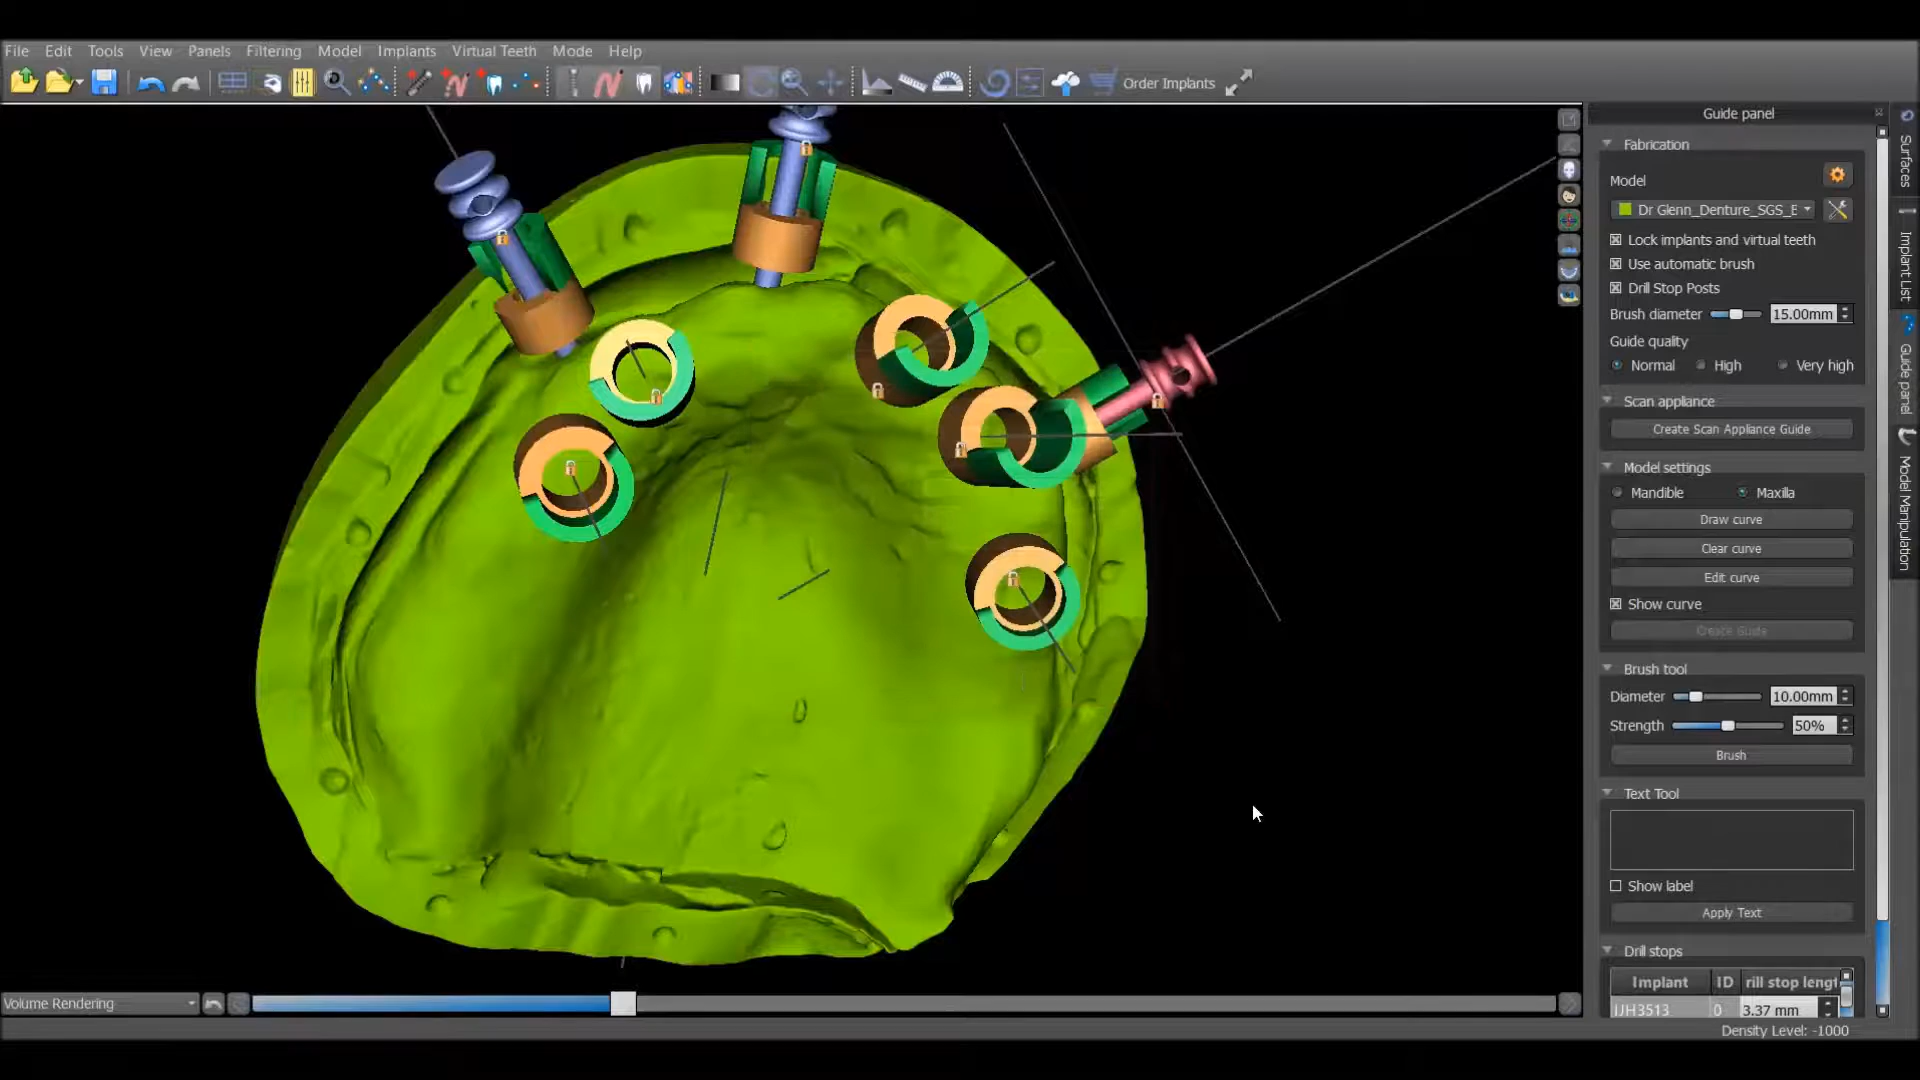 File Edit Tools View Panels Filtering Model Implants Virtual Teeth Mode Help
Order Implants
Guide panel
Fabrication
Model
Dr Glenn_Denture_SGS_E
Lock implants and virtual teeth
Use automatic brush
Drill Stop Posts
Brush diameter 15.00mm
Guide quality
Normal High Very high
Scan appliance
Create Scan Appliance Guide
Model settings
Mandible Maxilla
Draw curve
Clear curve
Edit curve
Show curve
Create Guide
Brush tool
Diameter 10.00mm
Strength 50%
Brush
Text Tool
Show label
Apply Text
Drill stops
Implant ID rill stop lengt
IJH3513 0 3.37 mm
Surfaces
Implant List
Guide panel
Model Manipulation
Volume Rendering
Density Level: -1000